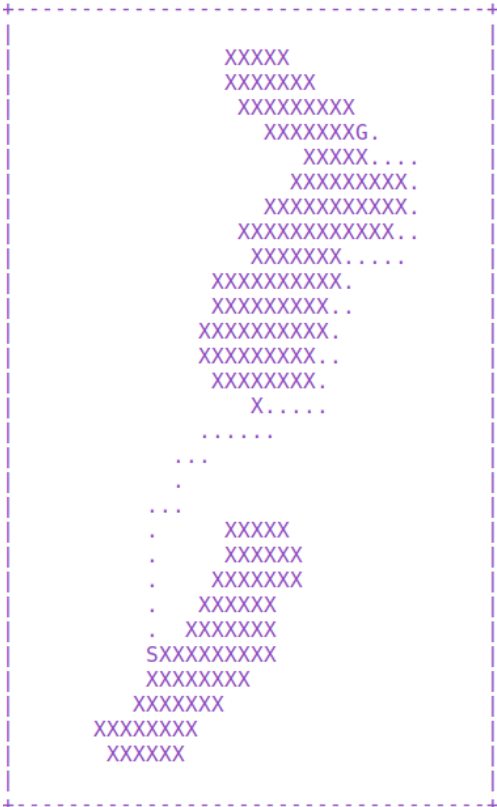 +------------------------------------+
|                                    |
|                XXXXX               |
|                XXXXXXX             |
|                 XXXXXXXXX          |
|                   XXXXXXXG.        |
|                      XXXXX....     |
|                     XXXXXXXXX.     |
|                   XXXXXXXXXXX.     |
|                 XXXXXXXXXXXX..     |
|                  XXXXXXX.....      |
|               XXXXXXXXXX.          |
|               XXXXXXXXX..          |
|              XXXXXXXXXX.           |
|              XXXXXXXXX..           |
|               XXXXXXXX.            |
|                  X.....            |
|              ......                |
|            ...                     |
|            .                       |
|          ...                       |
|          .     XXXXX               |
|          .     XXXXXX              |
|          .    XXXXXXX              |
|          .   XXXXXX                |
|          .  XXXXXXX                |
|          SXXXXXXXXX                |
|          XXXXXXXX                  |
|         XXXXXXX                    |
|      XXXXXXXX                      |
|       XXXXXX                       |
|                                    |
+------------------------------------+